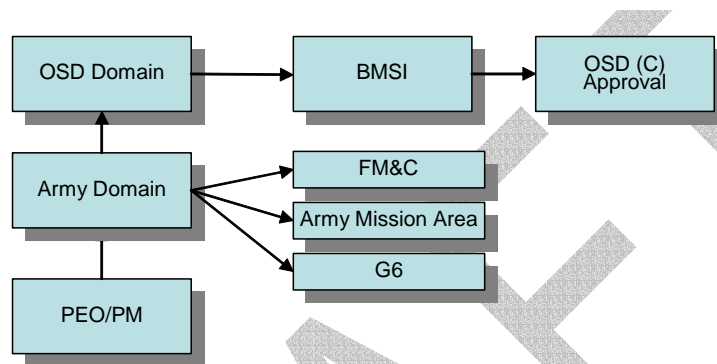 OSD Domain
BMSI
OSD (C)
Approval
Army Domain
FM&C
Army Mission Area
G6
PEO/PM